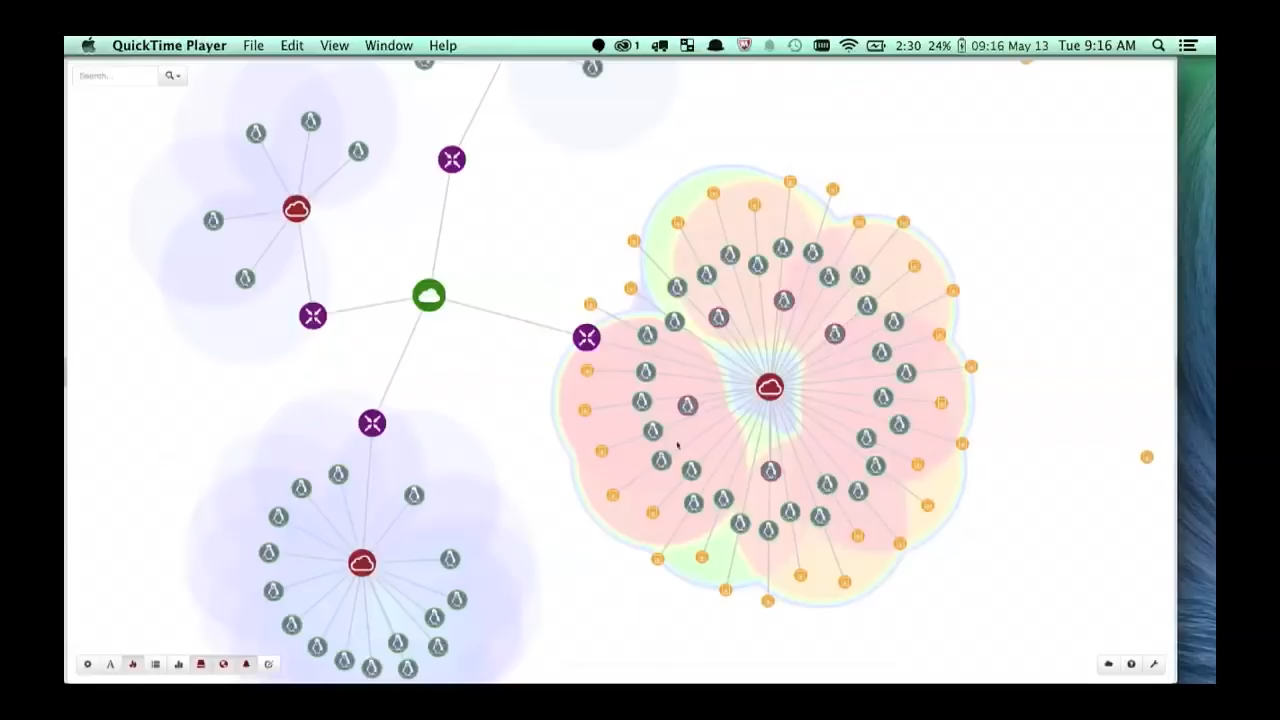 QuickTime Player File Edit View Window Help 1 2:30 24% 09:16 May 13 Tue 9:16 AM
Search...
A